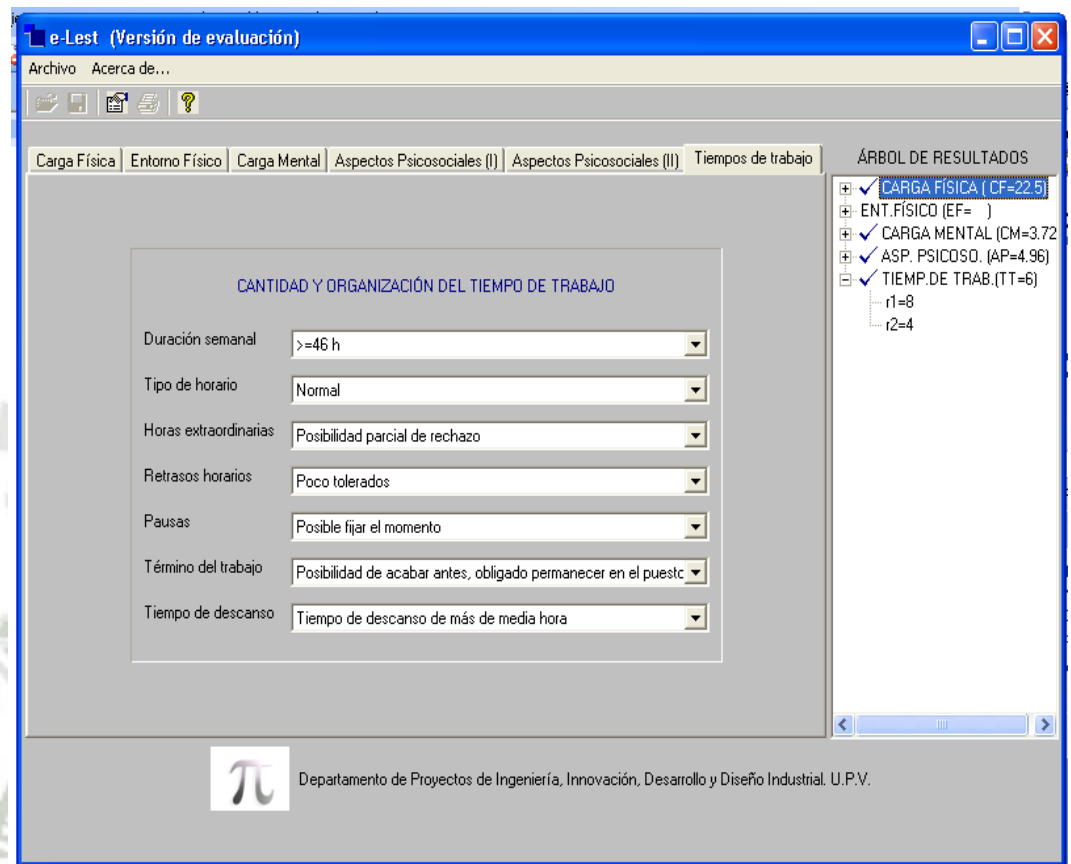 e-Lest (Versión de evaluación)
Archivo Acerca de...
Carga Física Entorno Físico Carga Mental Aspectos Psicosociales (I) Aspectos Psicosociales (II) Tiempos de trabajo
CANTIDAD Y ORGANIZACIÓN DEL TIEMPO DE TRABAJO
Duración semanal >=46 h
Tipo de horario Normal
Horas extraordinarias Posibilidad parcial de rechazo
Retrasos horarios Poco tolerados
Pausas Posible fijar el momento
Término del trabajo Posibilidad de acabar antes, obligado permanecer en el puesto
Tiempo de descanso Tiempo de descanso de más de media hora
ÁRBOL DE RESULTADOS
CARGA FÍSICA ( CF=22.5)
ENT.FÍSICO (EF= )
CARGA MENTAL (CM=3.72
ASP. PSICOSO. (AP=4.96)
TIEMP.DE TRAB.(TT=6)
r1=8
r2=4
π Departamento de Proyectos de Ingeniería, Innovación, Desarrollo y Diseño Industrial. U.P.V.